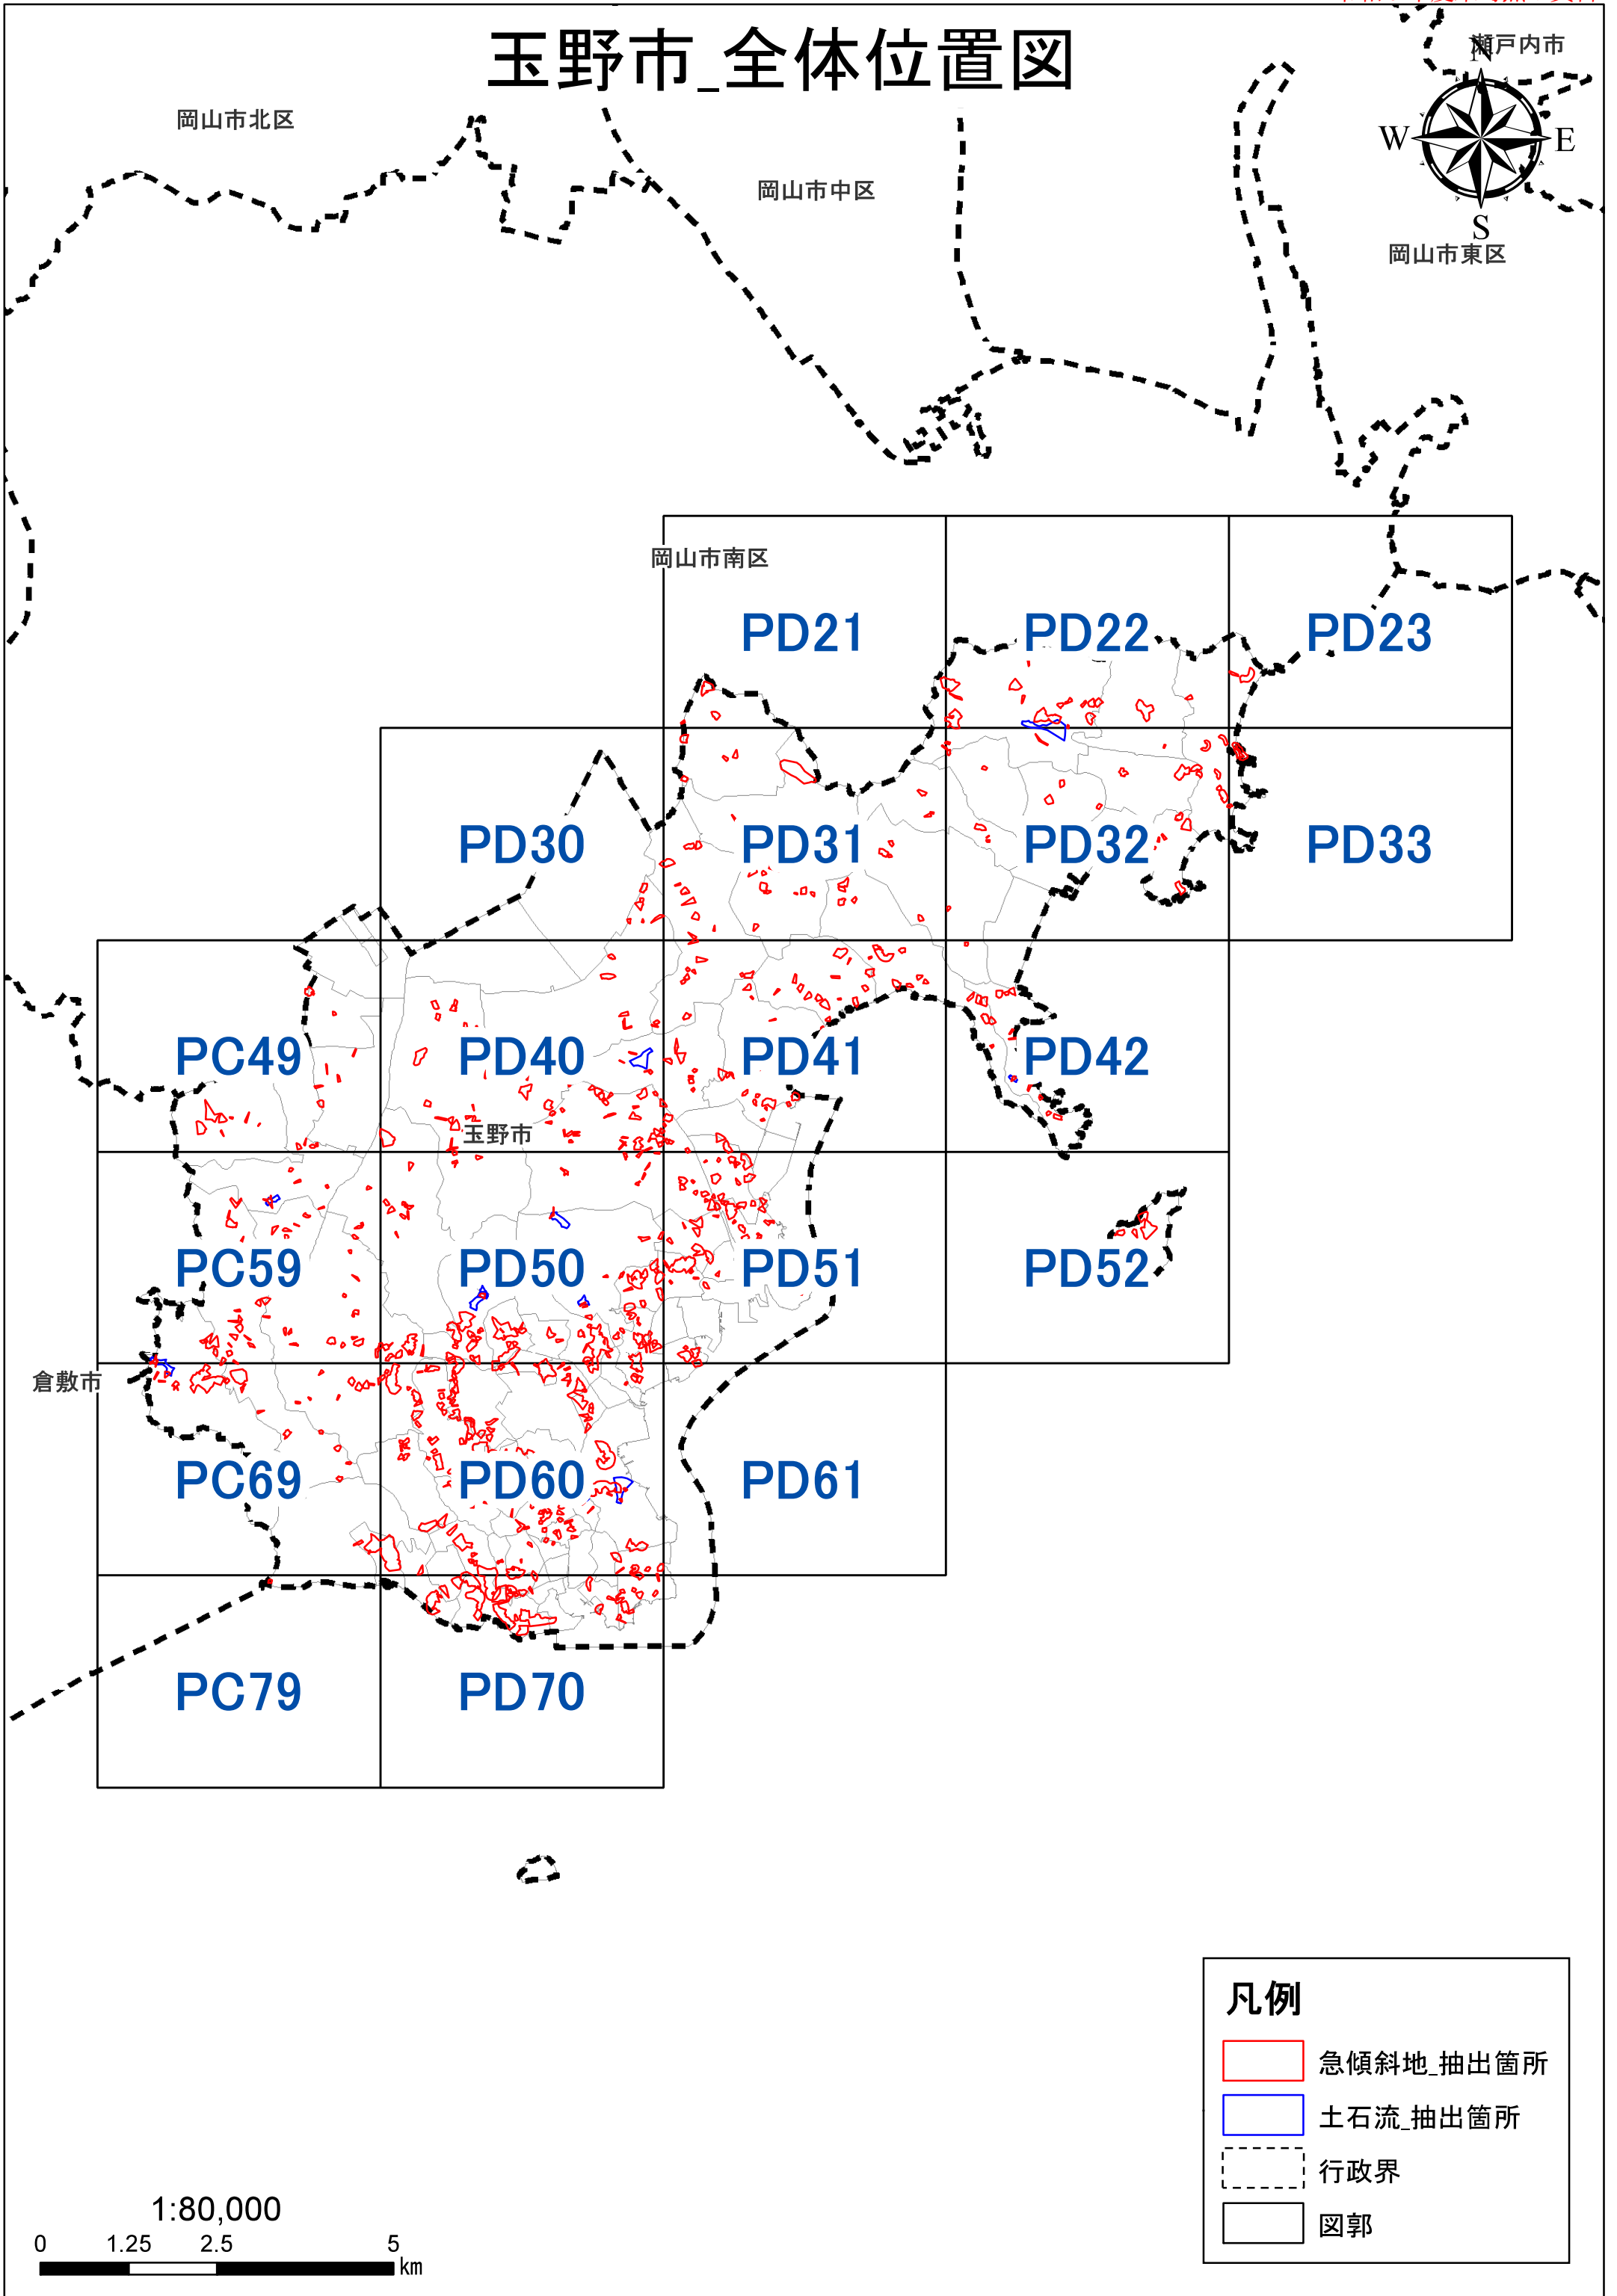 玉野市_全体位置図
瀬戸内市
N
W
E
S
岡山市北区
岡山市中区
岡山市東区
岡山市南区
PD21
PD22
PD23
PD30
PD31
PD32
PD33
PC49
PD40
PD41
PD42
玉野市
PC59
PD50
PD51
PD52
倉敷市
PC69
PD60
PD61
PC79
PD70
凡例
急傾斜地_抽出箇所
土石流_抽出箇所
行政界
図郭
1:80,000
0 1.25 2.5 5
km